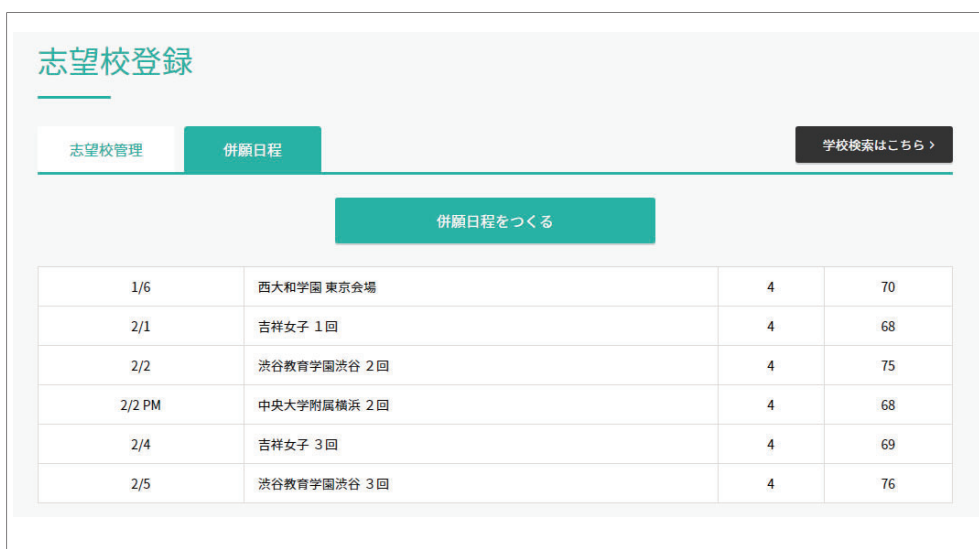 志望校登録
志望校管理 併願日程 学校検索はこちら ›
併願日程をつくる
1/6 西大和学園 東京会場 4 70
2/1 吉祥女子 1回 4 68
2/2 渋谷教育学園渋谷 2回 4 75
2/2 PM 中央大学附属横浜 2回 4 68
2/4 吉祥女子 3回 4 69
2/5 渋谷教育学園渋谷 3回 4 76